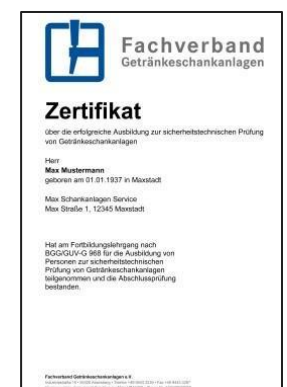 Fachverband
Getränkeschankanlagen
Zertifikat
über die erfolgreiche Ausbildung zur sicherheitstechnischen Prüfung
von Getränkeschankanlagen
Herr
Max Mustermann
geboren am 01.01.1937 in Maxstadt
Max Schankanlagen Service
Max Straße 1, 12345 Maxstadt
Hat am Fortbildungslehrgang nach
BGG/GUV-G 968 für die Ausbildung von
Personen zur sicherheitstechnischen
Prüfung von Getränkeschankanlagen
teilgenommen und die Abschlussprüfung
bestanden.
Fachverband Getränkeschankanlagen e.V.